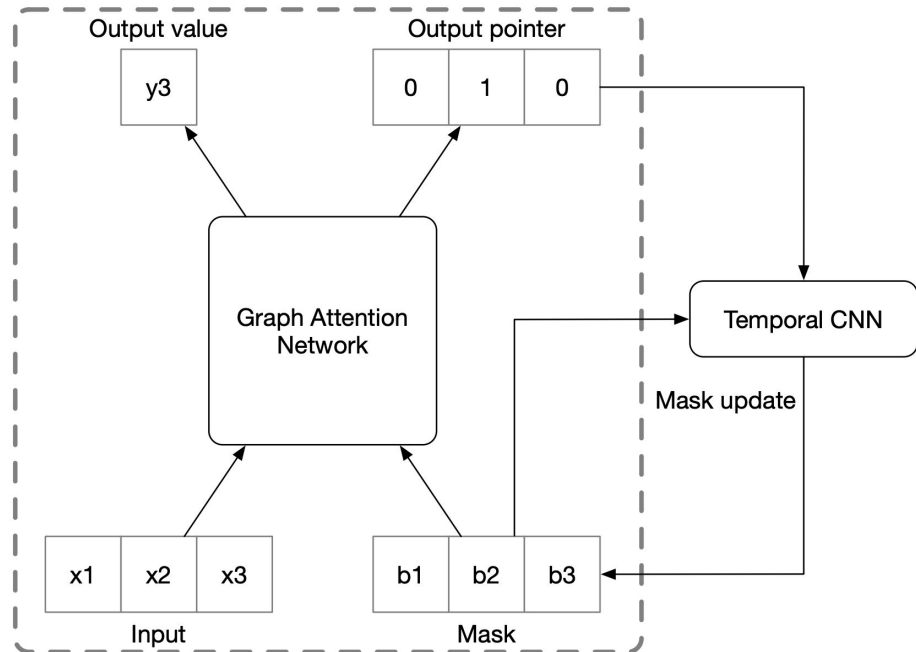 Output value
Output pointer
y3
0 1 0
Graph Attention
Network
Temporal CNN
Mask update
x1 x2 x3
b1 b2 b3
Input
Mask